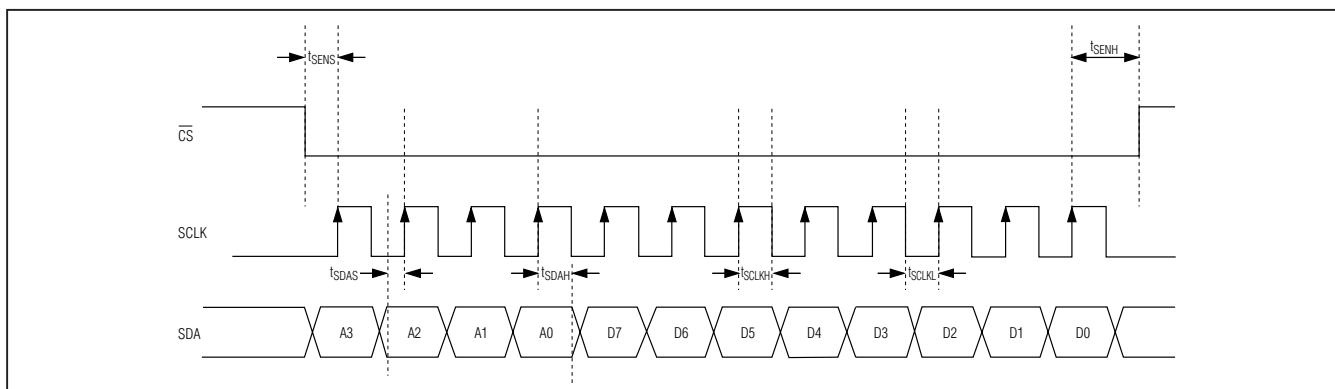 tSENS
tSENH
CS
SCLK
tSDAS
tSDAH
tSCLKH
tSCLKL
SDA
A3 A2 A1 A0 D7 D6 D5 D4 D3 D2 D1 D0